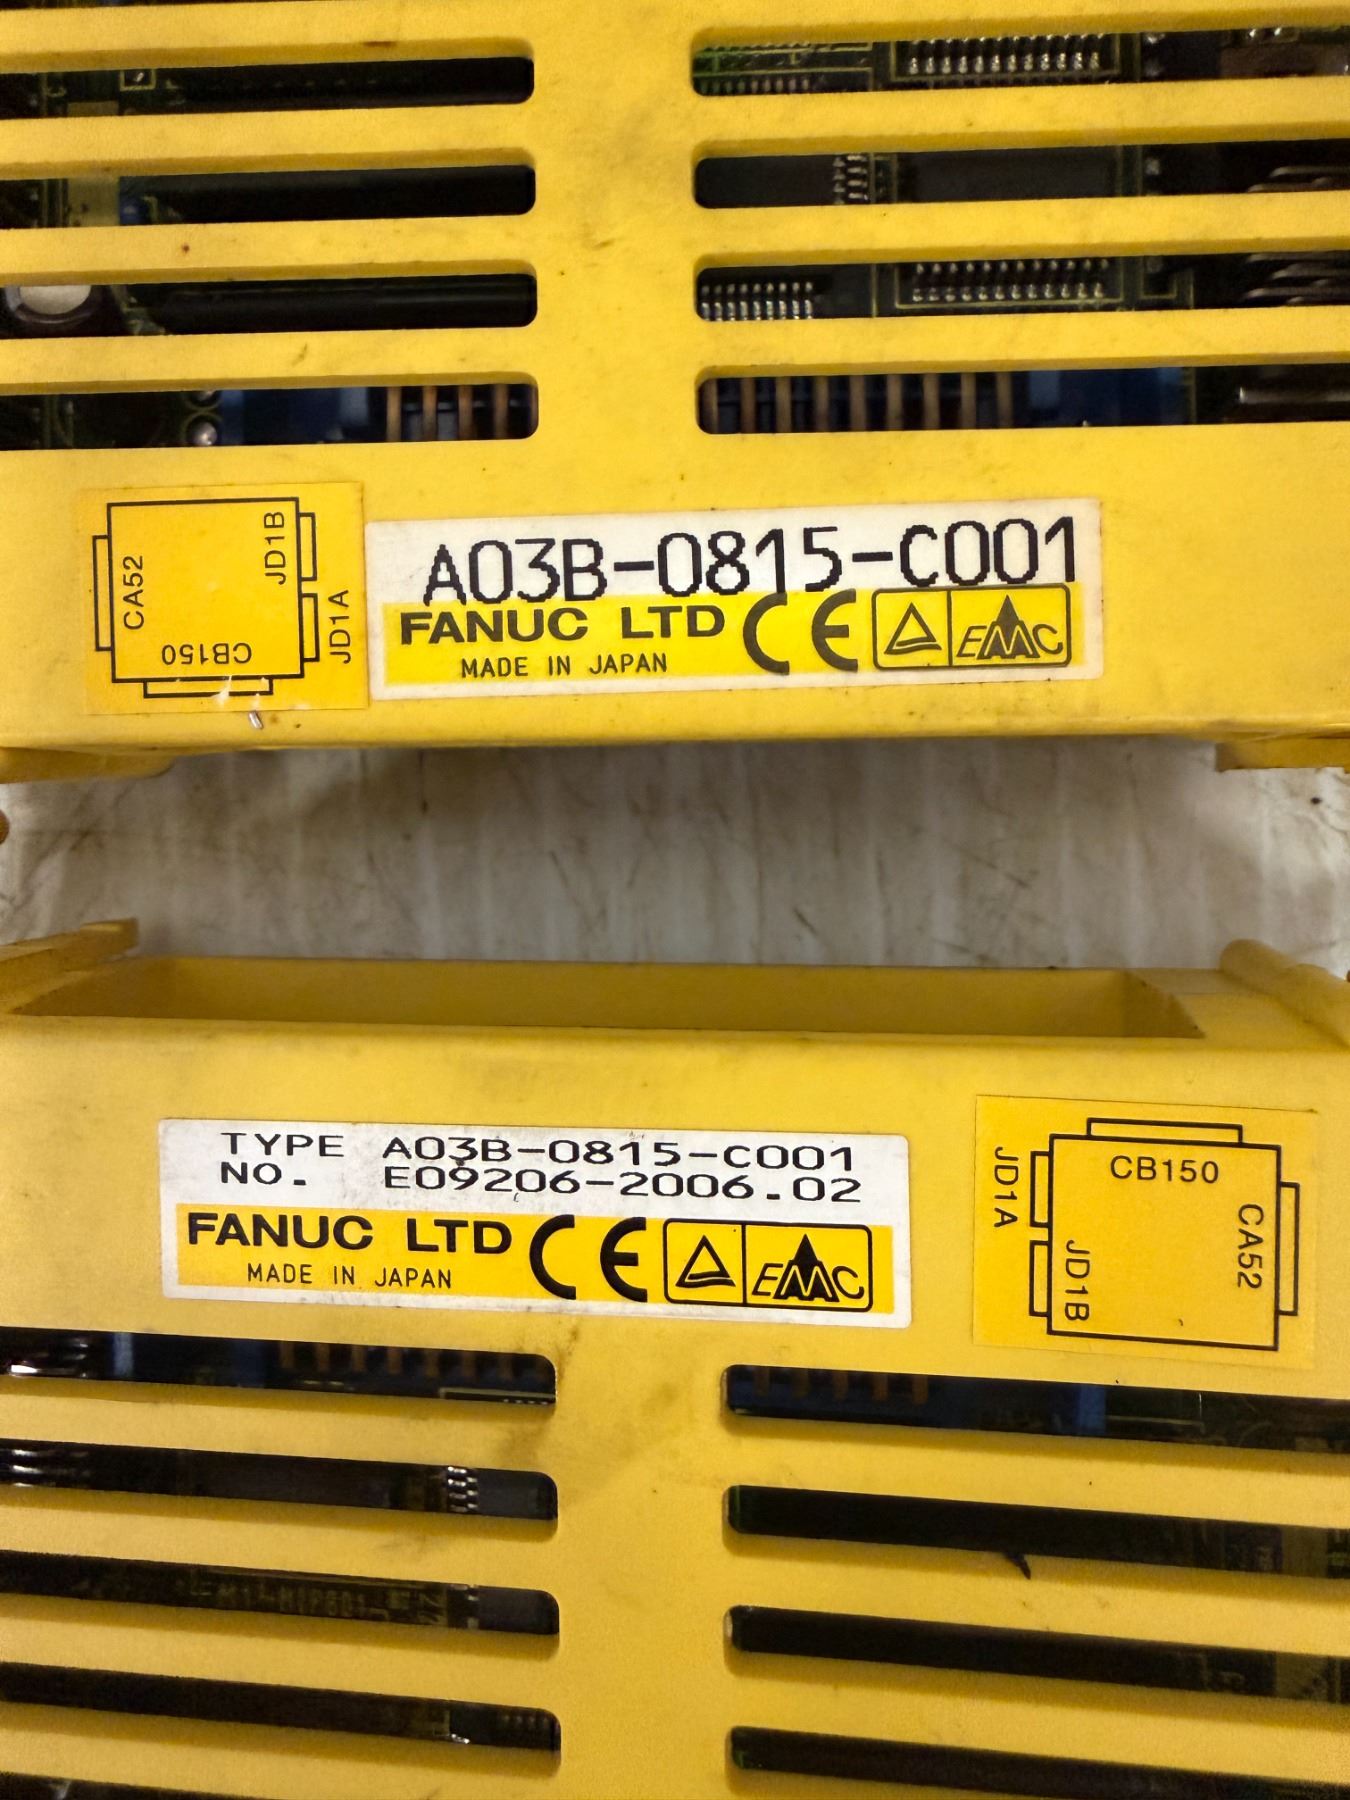 CA52
JD1B
JD1A
CB150
A03B-0815-C001
FANUC LTD CE EMC
MADE IN JAPAN
TYPE A03B-0815-C001
NO. E09206-2006.02
FANUC LTD CE EMC
MADE IN JAPAN
JD1A
CB150
CA52
JD1B